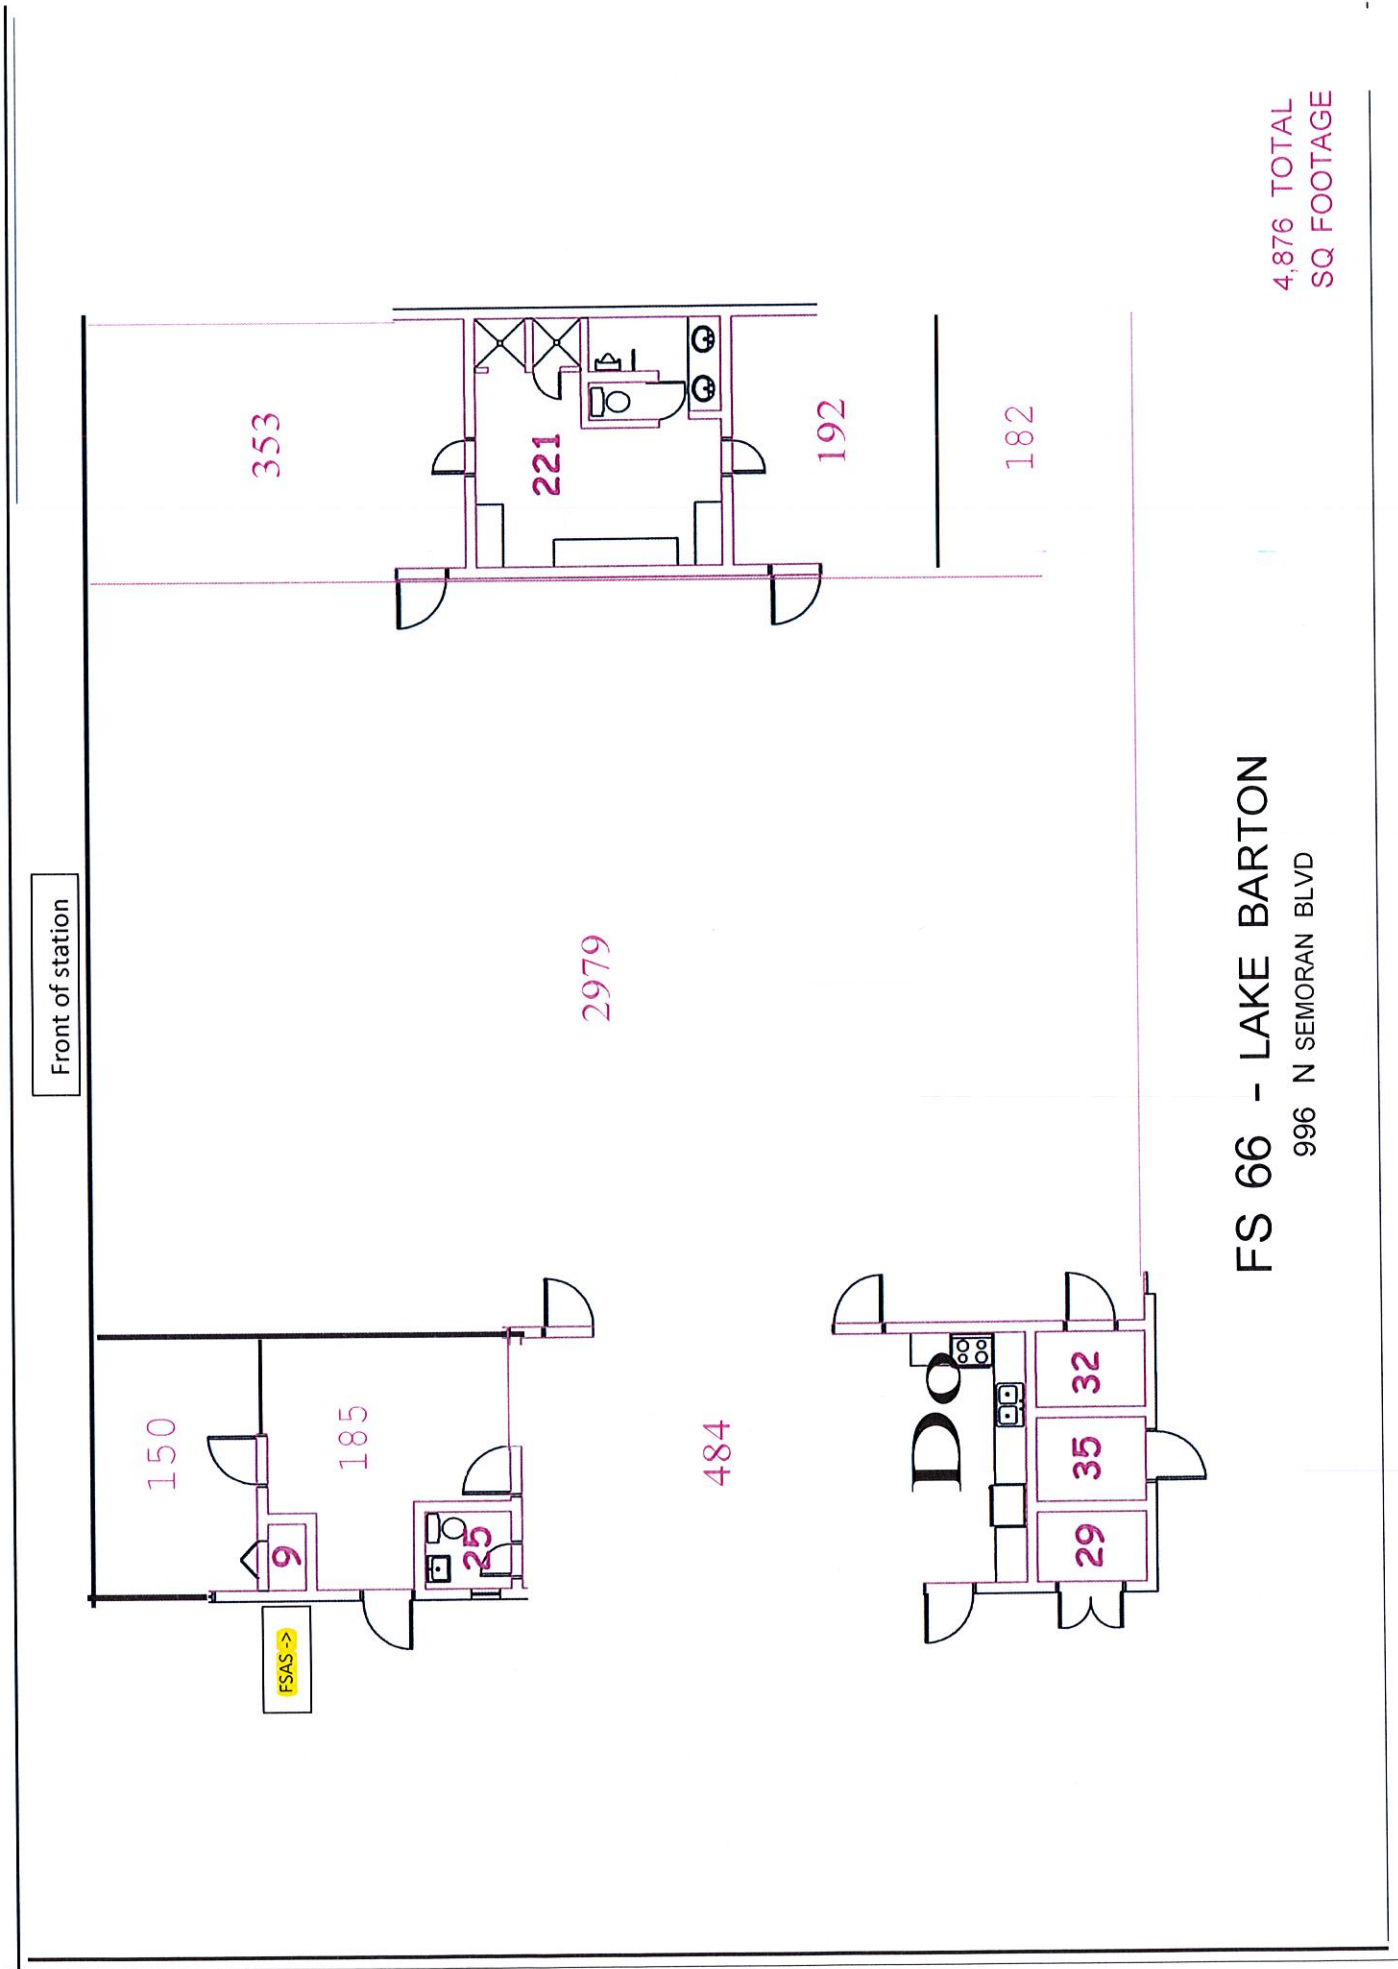 Front of station
150
353
185
9
FSAS ->
221
25
2979
484
192
Do
182
29
35
32
FS 66 - LAKE BARTON
996 N SEMORAN BLVD
4,876 TOTAL
SQ FOOTAGE